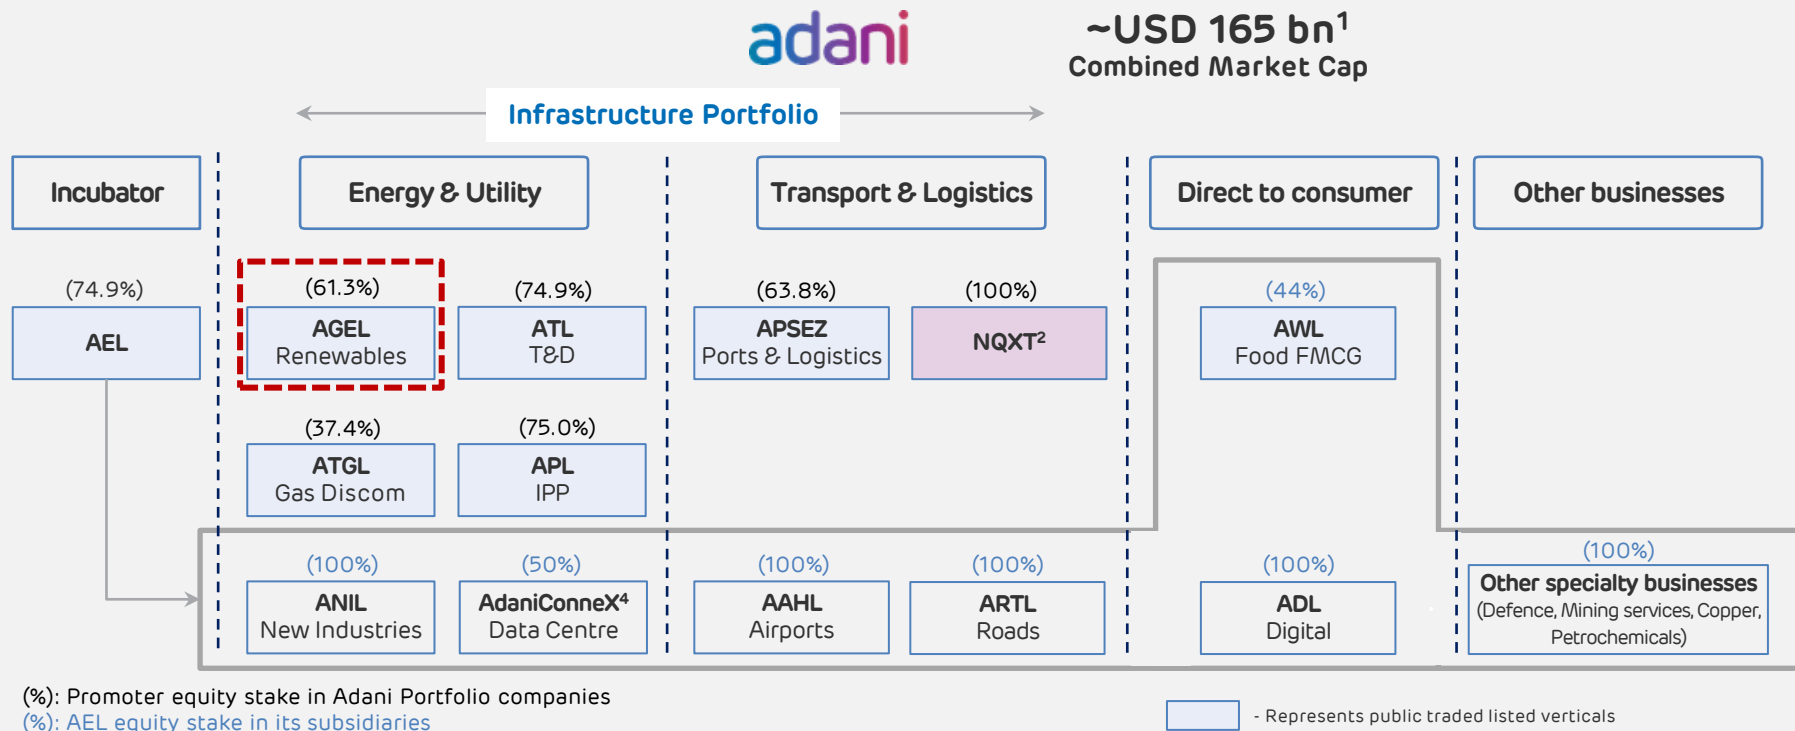 adani
~USD 165 bn¹
Combined Market Cap
Infrastructure Portfolio
Incubator
Energy & Utility
Transport & Logistics
Direct to consumer
Other businesses
(74.9%)
AEL
(61.3%)
AGEL
Renewables
(74.9%)
ATL
T&D
(63.8%)
APSEZ
Ports & Logistics
(100%)
NQXT²
(44%)
AWL
Food FMCG
(37.4%)
ATGL
Gas Discom
(75.0%)
APL
IPP
(100%)
ANIL
New Industries
(50%)
AdaniConneX⁴
Data Centre
(100%)
AAHL
Airports
(100%)
ARTL
Roads
(100%)
ADL
Digital
(100%)
Other specialty businesses
(Defence, Mining services, Copper,
Petrochemicals)
(%): Promoter equity stake in Adani Portfolio companies
(%): AEL equity stake in its subsidiaries
- Represents public traded listed verticals